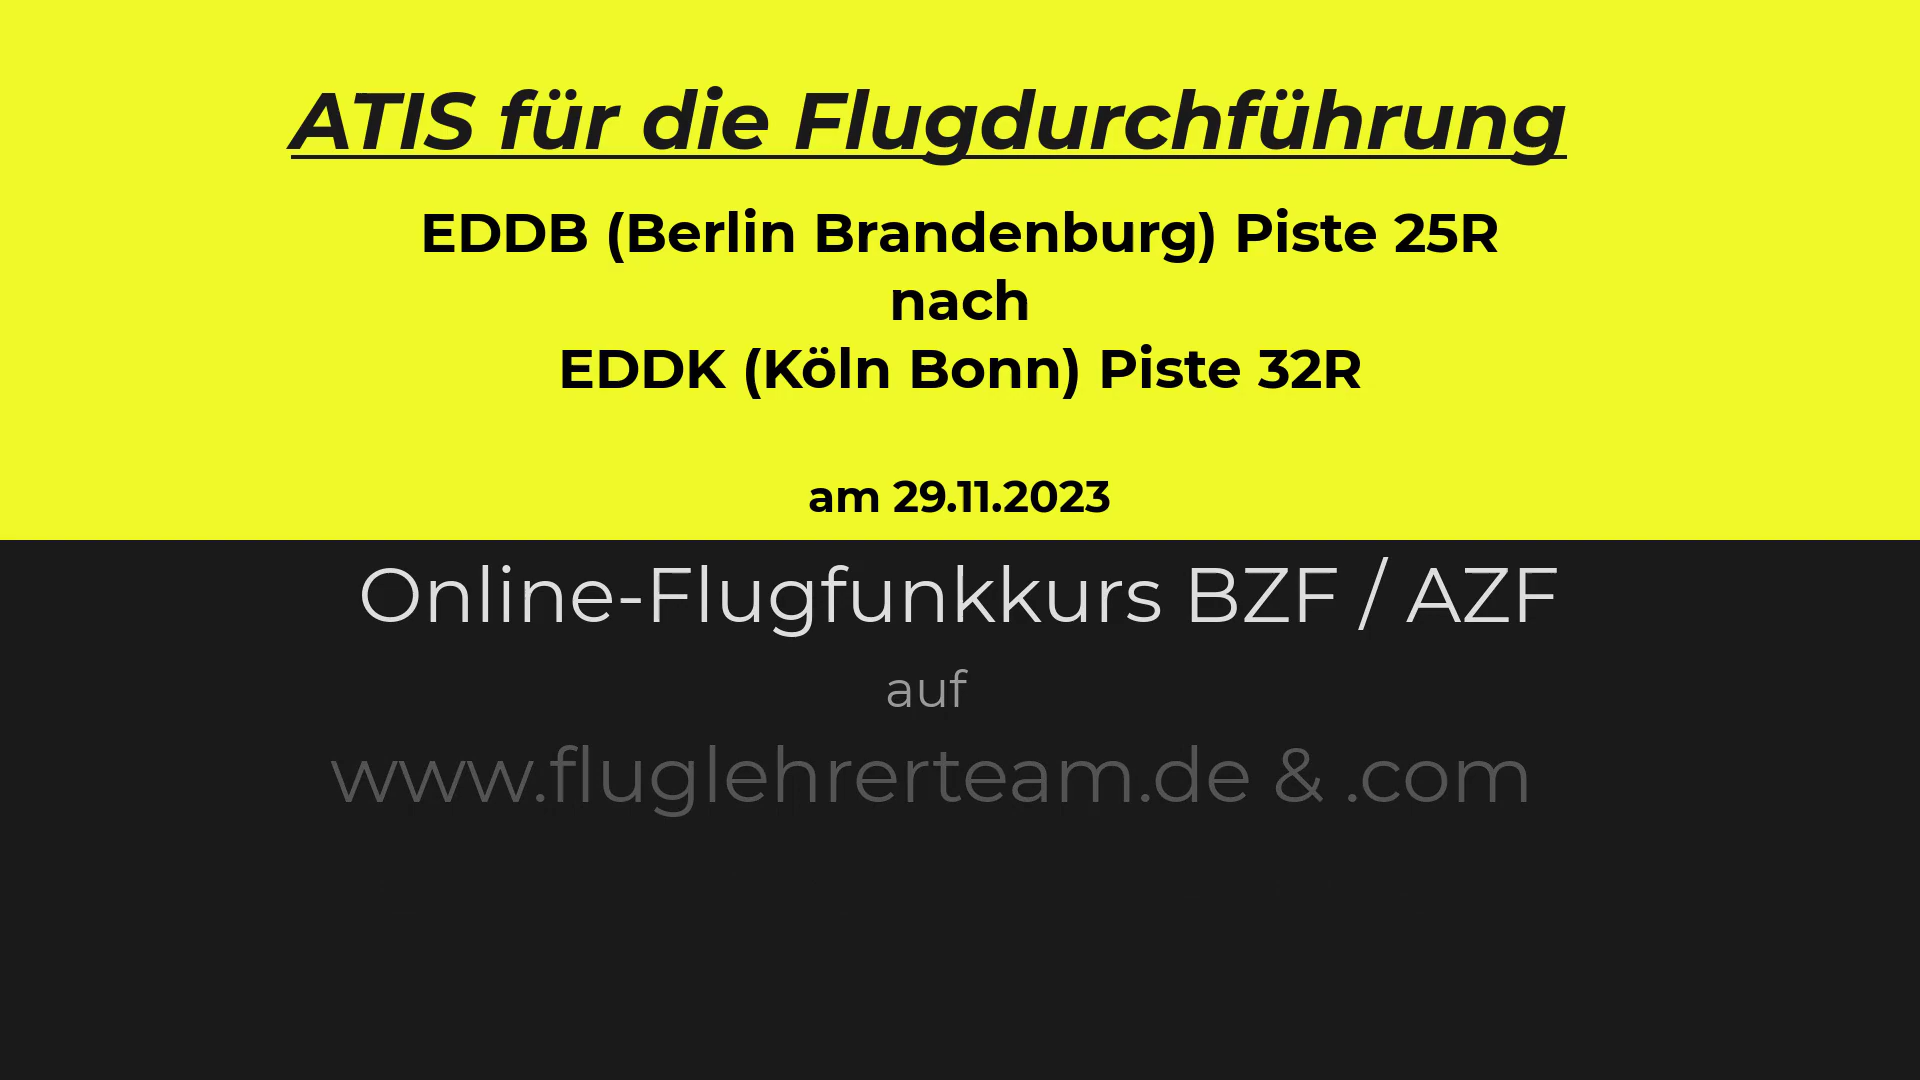 ATIS für die Flugdurchführung
EDDB (Berlin Brandenburg) Piste 25R
nach
EDDK (Köln Bonn) Piste 32R
am 29.11.2023
Online-Flugfunkkurs BZF / AZF
auf
www.fluglehrerteam.de & .com